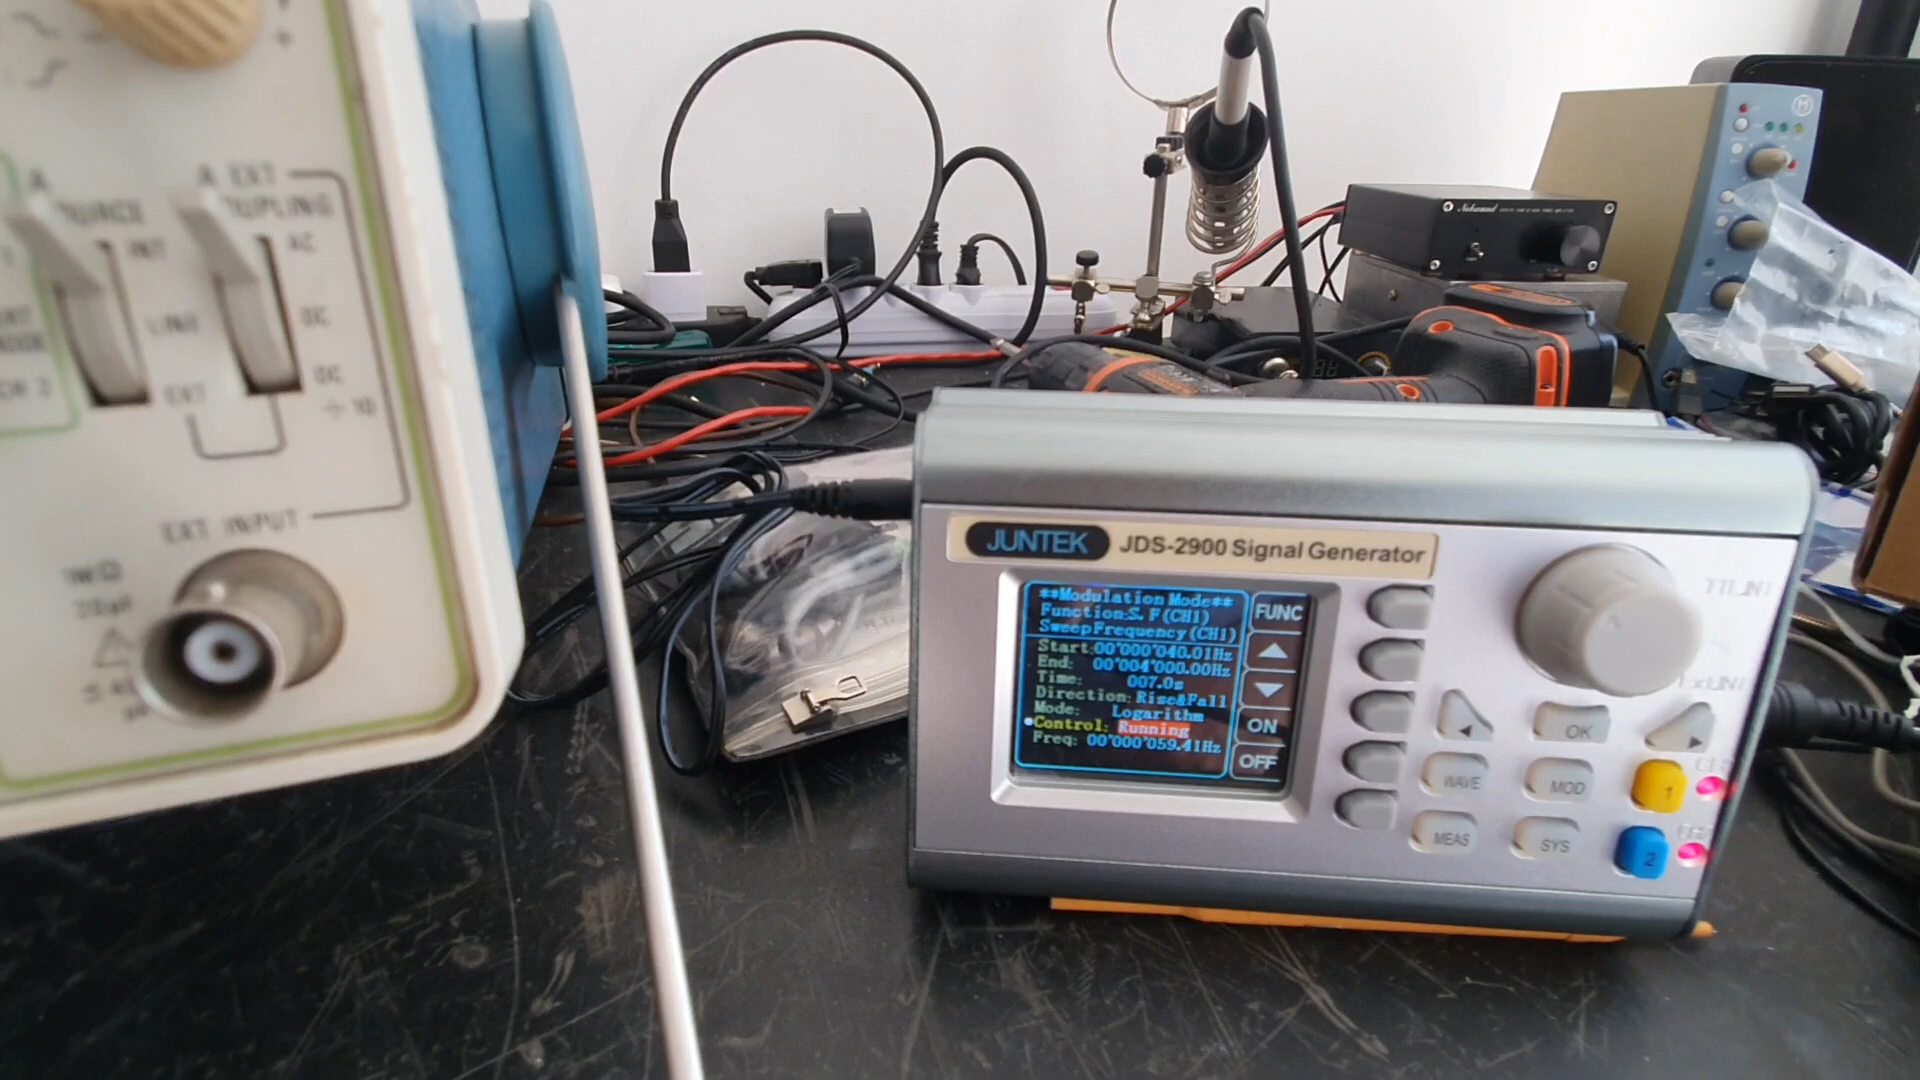 A
SOURCE
INT
LINE
EXT
A EXT
COUPLING
AC
DC
DC
÷ 10
EXT INPUT
1MΩ
20pF
JUNTEK JDS-2900 Signal Generator
**Modulation Mode**
Function:S.F(CH1)
SweepFrequency(CH1)
Start:00'000'040.01Hz
End: 00'004'000.00Hz
Time: 007.0s
Direction:Rise&Fall
Mode: Logarithm
Control: Running
Freq: 00'000'059.41Hz
FUNC
ON
OFF
OK
WAVE
MOD
MEAS
SYS
1
2